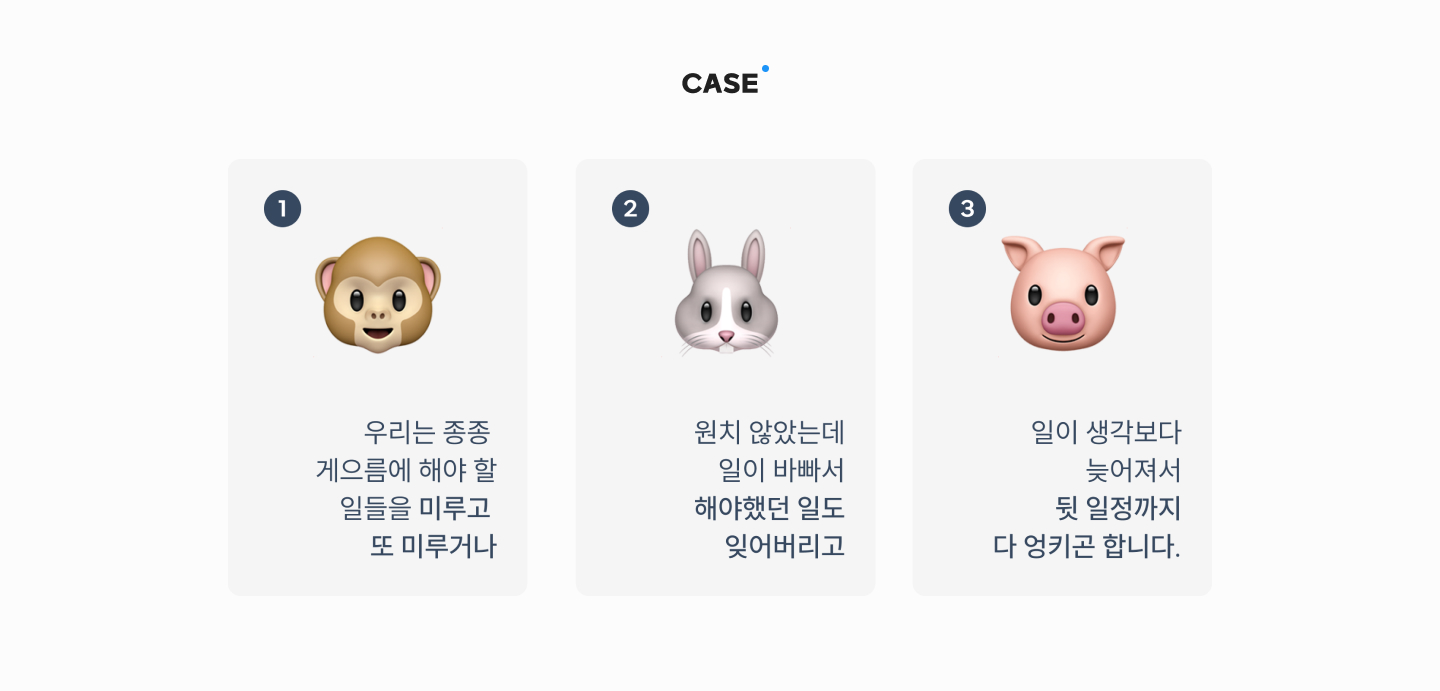 CASE
1
우리는 종종
게으름에 해야 할
일들을 미루고
또 미루거나
2
원치 않았는데
일이 바빠서
해야했던 일도
잊어버리고
3
일이 생각보다
늦어져서
뒷 일정까지
다 엉키곤 합니다.